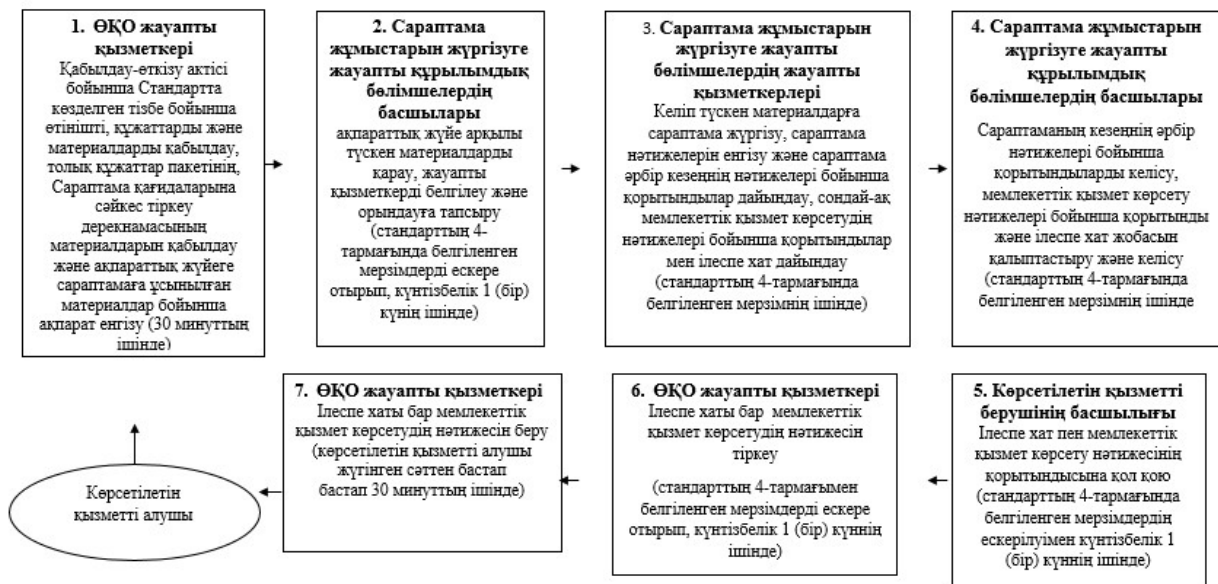 1. ӨҚО жауапты
қызметкері
Қабылдау-өткізу актісі
бойынша Стандартта
көзделген тізбе бойынша
өтінішті, құжаттарды және
материалдарды қабылдау,
толық құжаттар пакетінің,
Сараптама қағидаларына
сәйкес тіркеу
дерекнамасының
материалдарын қабылдау
және ақпараттық жүйеге
сараптамаға ұсынылған
материалдар бойынша
ақпарат енгізу (30 минуттың
ішінде)
2. Сараптама
жұмыстарын жүргізуге
жауапты құрылымдық
бөлімшелердің
басшылары
ақпараттық жүйе арқылы
түскен материалдарды
қарау, жауапты
қызметкерді белгілеу және
орындауға тапсыру
(стандарттың 4-
тармағында белгіленген
мерзімдерді ескере
отырып, күнтізбелік 1 (бір)
күнің ішінде)
3. Сараптама жұмыстарын
жүргізуге жауапты
бөлімшелердің жауапты
қызметкерлері
Келіп түскен материалдарға
сараптама жүргізу, сараптама
нәтижелерін енгізу және сараптама
әрбір кезеңнің нәтижелері бойынша
қорытындылар дайындау, сондай-ақ
мемлекеттік қызмет көрсетудің
нәтижелері бойынша қорытындылар
мен ілеспе хат дайындау
(стандарттың 4-тармағында
белгіленген мерзімнің ішінде)
4. Сараптама жұмыстарын
жүргізуге жауапты
құрылымдық
бөлімшелердің басшылары
Сараптаманың кезеңнің әрбір
нәтижелері бойынша
қорытындыларды келісу,
мемлекеттік қызмет көрсету
нәтижелері бойынша қорытынды
және ілеспе хат жобасын
қалыптастыру және келісу
(стандарттың 4-тармағында
белгіленген мерзімнің ішінде
5. Көрсетілетін қызметті
берушінің басшылығы
Ілеспе хат пен мемлекеттік
қызмет көрсету нәтижесінің
қорытындысына қол қою
(стандарттың 4-тармағында
белгіленген мерзімдердің
ескерілуімен күнтізбелік 1
(бір) күннің ішінде)
6. ӨҚО жауапты қызметкері
Ілеспе хаты бар мемлекеттік
қызмет көрсетудің нәтижесін
тіркеу
(стандарттың 4-тармағымен
белгіленген мерзімдерді ескере
отырып, күнтізбелік 1 (бір) күннің
ішінде)
7. ӨҚО жауапты қызметкері
Ілеспе хаты бар мемлекеттік
қызмет көрсетудің нәтижесін беру
(көрсетілетін қызметті алушы
жүгінген сәттен бастап
бастап 30 минуттың ішінде)
Көрсетілетін
қызметті алушы